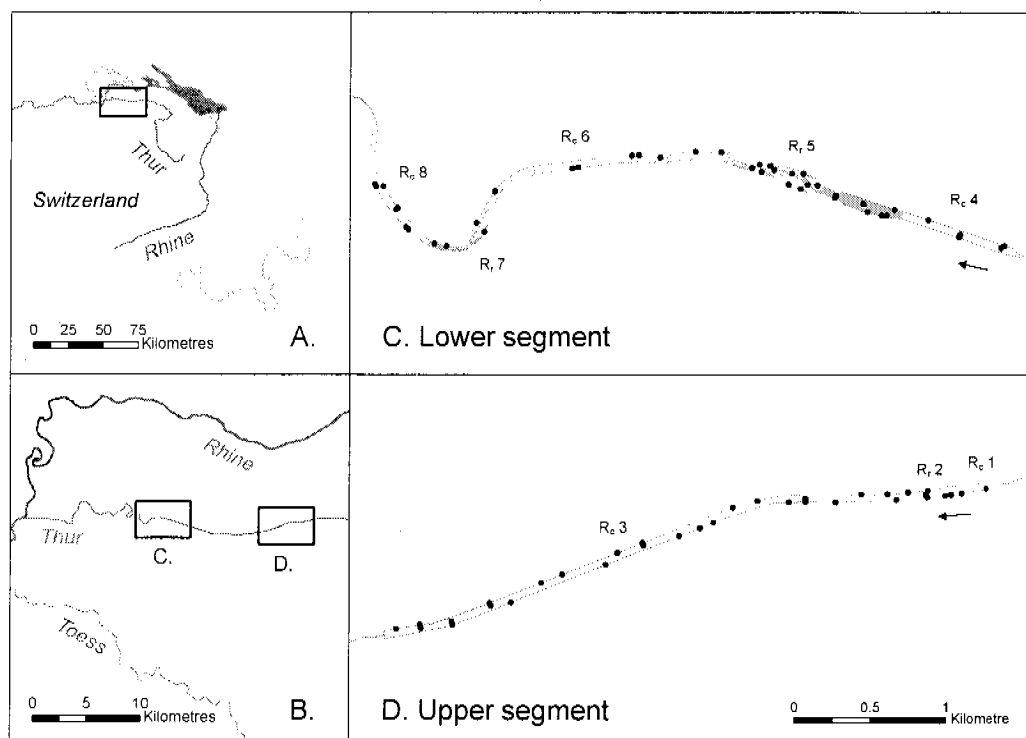 Thur
Switzerland
Rhine
0 25 50 75
Kilometres
A.
Rc 6
Rr 5
Rc 8
Rc 4
Rr 7
C. Lower segment
Rhine
Thur
C.
D.
Toess
0 5 10
Kilometres
B.
Rc 1
Rr 2
Rc 3
D. Upper segment
0 0.5 1
Kilometre